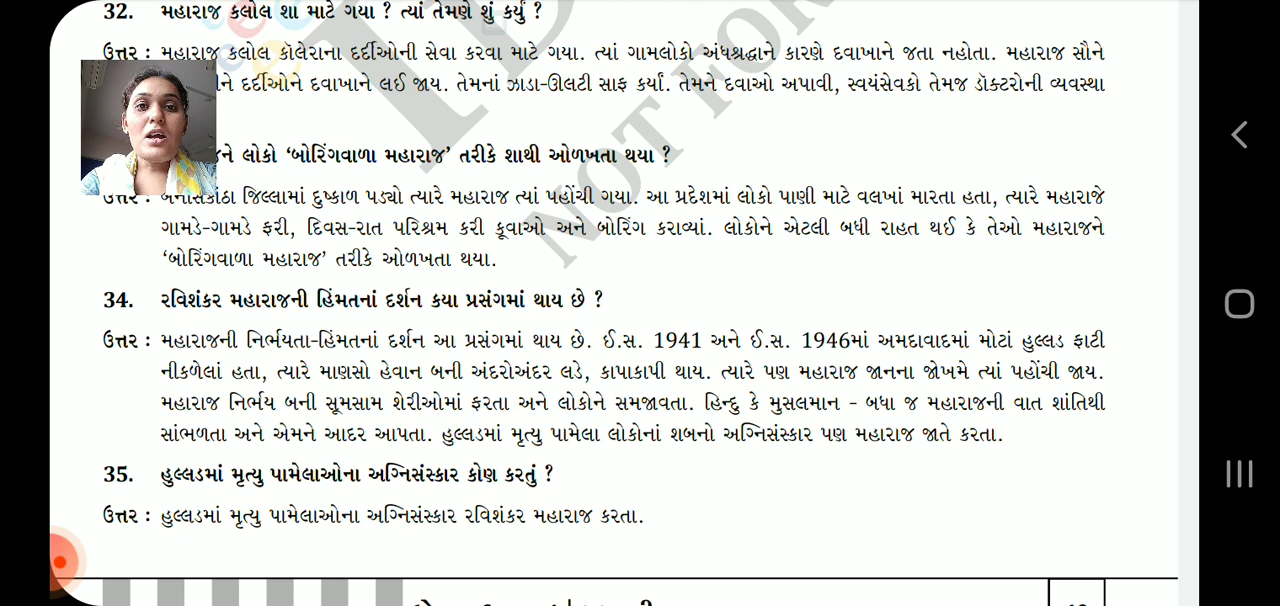 32. મહારાજ કલોલ શા માટે ગયા ? ત્યાં તેમણે શું કર્યું ?
ઉત્તર : મહારાજ કલોલ કૉલેરાના દર્દીઓની સેવા કરવા માટે ગયા. ત્યાં ગામલોકો અંધશ્રદ્ધાને કારણે દવાખાને જતા નહોતા. મહારાજ સૌને
ને દર્દીઓને દવાખાને લઈ જાય. તેમનાં ઝાડા-ઊલટી સાફ કર્યાં. તેમને દવાઓ અપાવી, સ્વયંસેવકો તેમજ ડૉક્ટરોની વ્યવસ્થા
જને લોકો ‘બોરિંગવાળા મહારાજ’ તરીકે શાથી ઓળખતા થયા ?
ઉત્તર : બનાસકાંઠા જિલ્લામાં દુષ્કાળ પડ્યો ત્યારે મહારાજ ત્યાં પહોંચી ગયા. આ પ્રદેશમાં લોકો પાણી માટે વલખાં મારતા હતા, ત્યારે મહારાજે
ગામડે-ગામડે ફરી, દિવસ-રાત પરિશ્રમ કરી કૂવાઓ અને બોરિંગ કરાવ્યાં. લોકોને એટલી બધી રાહત થઈ કે તેઓ મહારાજને
‘બોરિંગવાળા મહારાજ’ તરીકે ઓળખતા થયા.
34. રવિશંકર મહારાજની હિંમતનાં દર્શન કયા પ્રસંગમાં થાય છે ?
ઉત્તર : મહારાજની નિર્ભયતા-હિંમતનાં દર્શન આ પ્રસંગમાં થાય છે. ઈ.સ. 1941 અને ઈ.સ. 1946માં અમદાવાદમાં મોટાં હુલ્લડ ફાટી
નીકળેલાં હતા, ત્યારે માણસો હેવાન બની અંદરોઅંદર લડે, કાપાકાપી થાય. ત્યારે પણ મહારાજ જાનના જોખમે ત્યાં પહોંચી જાય.
મહારાજ નિર્ભય બની સૂમસામ શેરીઓમાં ફરતા અને લોકોને સમજાવતા. હિન્દુ કે મુસલમાન - બધા જ મહારાજની વાત શાંતિથી
સાંભળતા અને એમને આદર આપતા. હુલ્લડમાં મૃત્યુ પામેલા લોકોનાં શબનો અગ્નિસંસ્કાર પણ મહારાજ જાતે કરતા.
35. હુલ્લડમાં મૃત્યુ પામેલાઓના અગ્નિસંસ્કાર કોણ કરતું ?
ઉત્તર : હુલ્લડમાં મૃત્યુ પામેલાઓના અગ્નિસંસ્કાર રવિશંકર મહારાજ કરતા.
NOT FOR